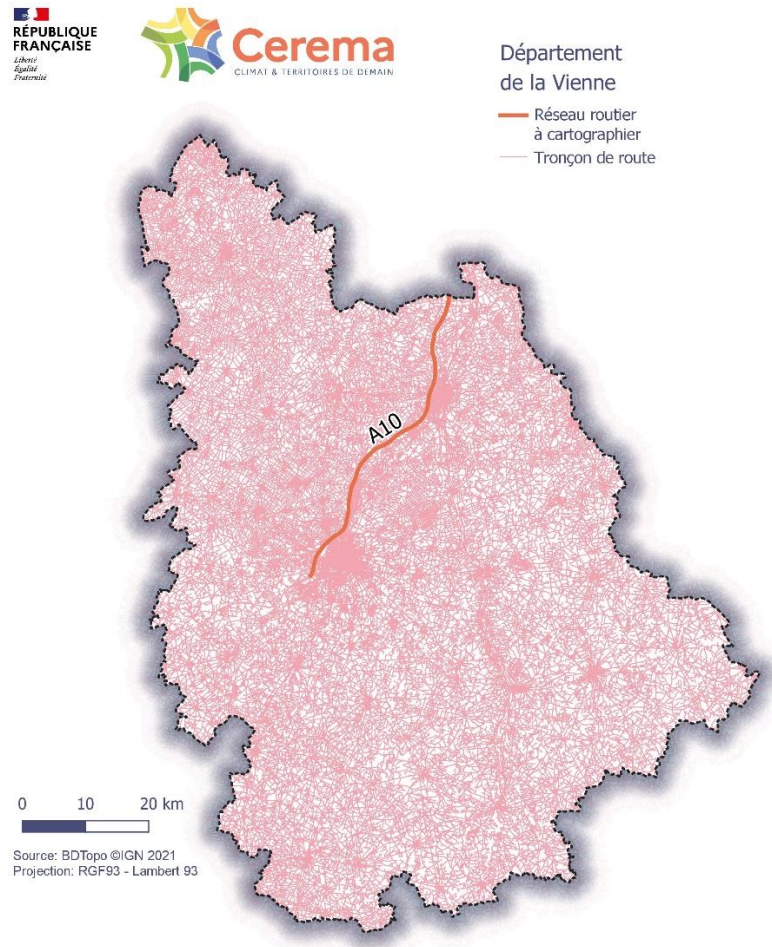 RÉPUBLIQUE
FRANÇAISE
Liberté
Égalité
Fraternité
Cerema
CLIMAT & TERRITOIRES DE DEMAIN
Département
de la Vienne
Réseau routier
à cartographier
Tronçon de route
A10
0 10 20 km
Source: BDTopo ©IGN 2021
Projection: RGF93 - Lambert 93